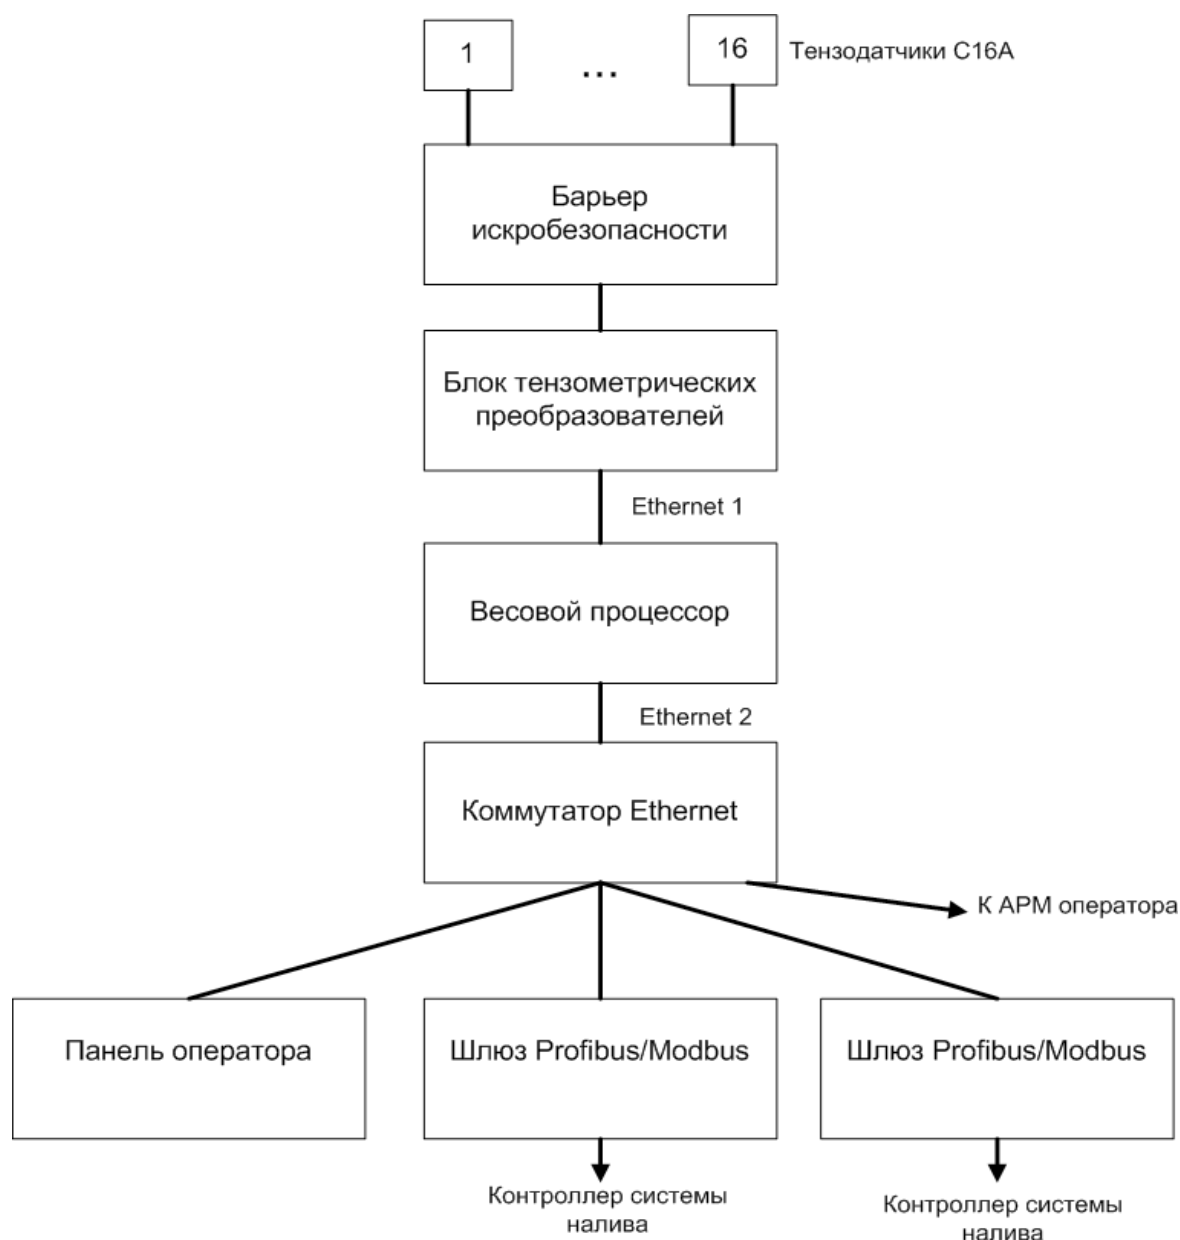 1
...
16
Тензодатчики С16А
Барьер
искробезопасности
Блок тензометрических
преобразователей
Ethernet 1
Весовой процессор
Ethernet 2
Коммутатор Ethernet
К АРМ оператора
Панель оператора
Шлюз Profibus/Modbus
Шлюз Profibus/Modbus
Контроллер системы
налива
Контроллер системы
налива